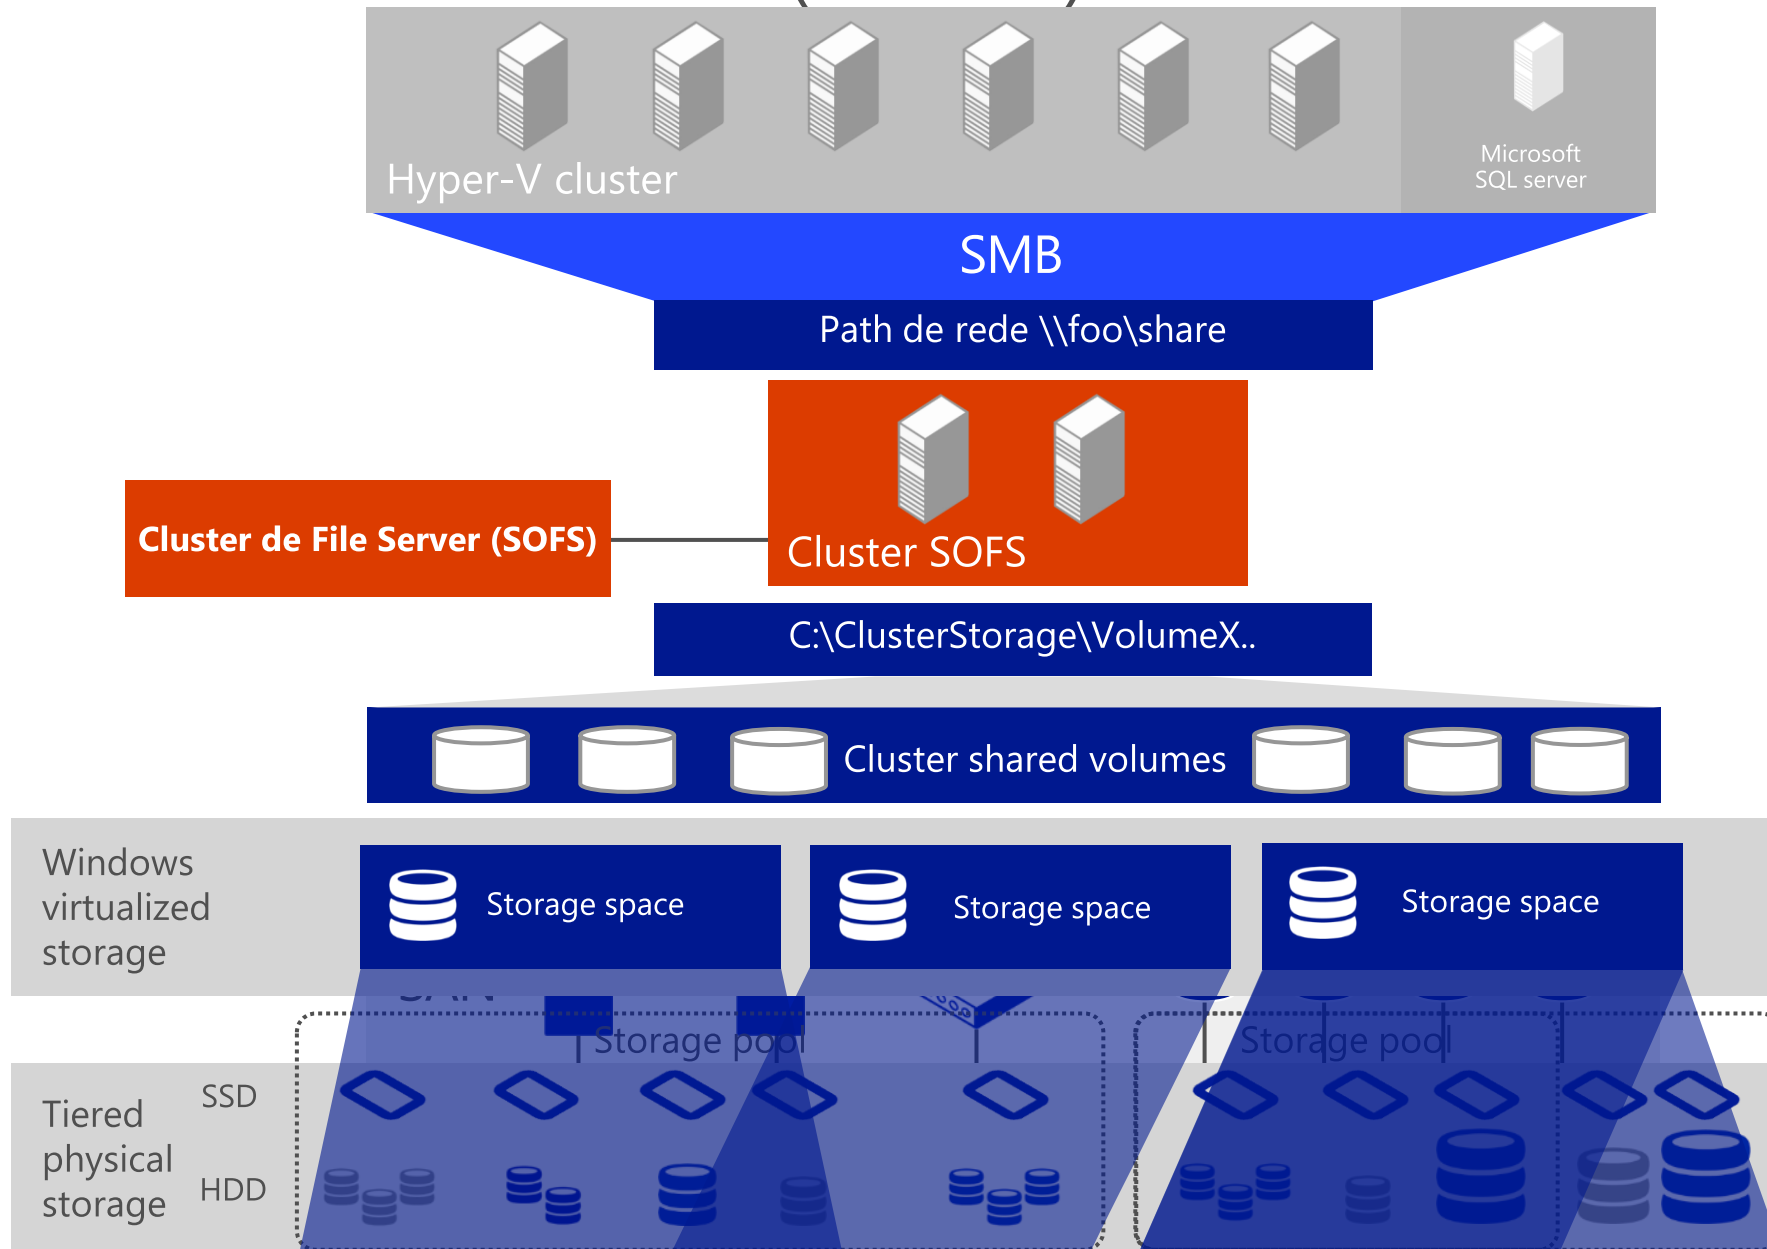 Hyper-V cluster
Microsoft
SQL server
SMB
Path de rede \\foo\share
Cluster de File Server (SOFS)
Cluster SOFS
C:\ClusterStorage\VolumeX..
Cluster shared volumes
Windows
virtualized
storage
Storage space
Storage space
Storage space
SAN
Storage pool
Storage pool
Tiered
physical
storage
SSD
HDD